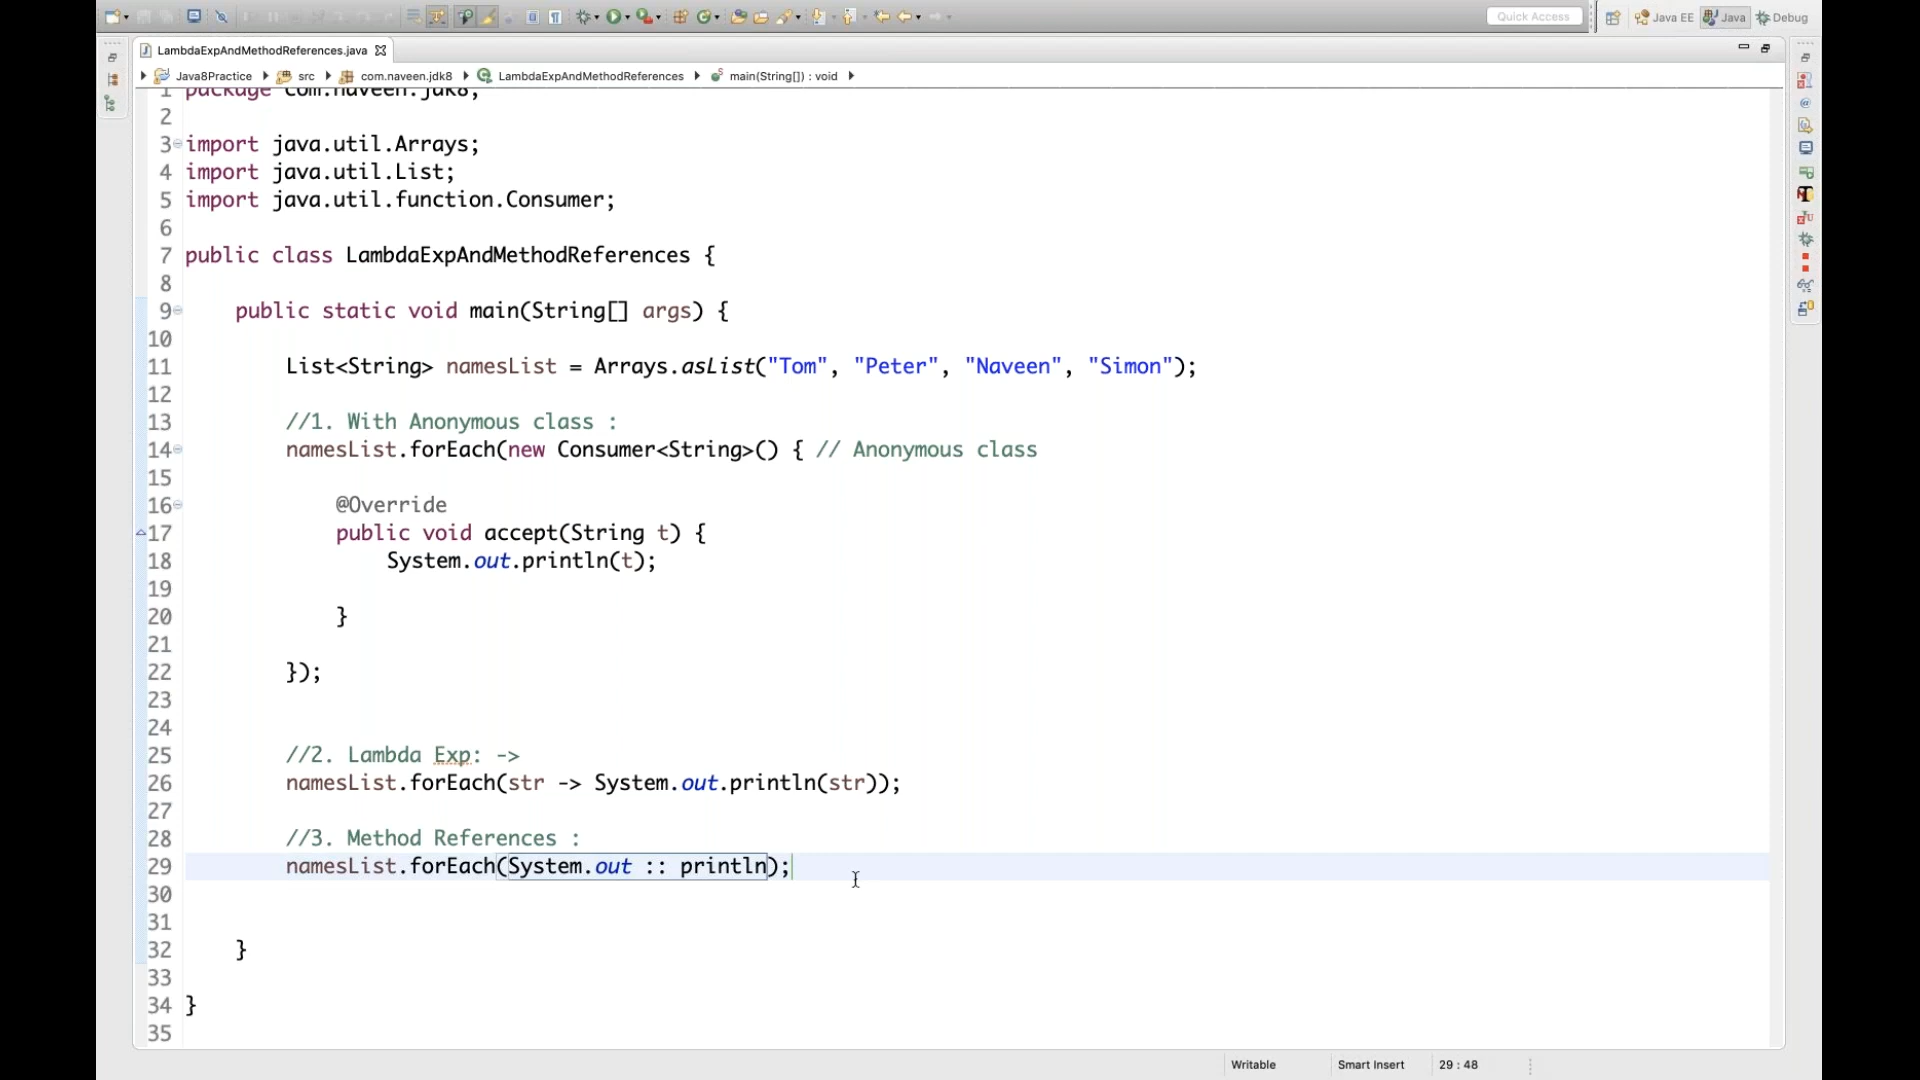 Quick Access
Java EE
Java
Debug
LambdaExpAndMethodReferences.java
Java8Practice
src
com.naveen.jdk8
LambdaExpAndMethodReferences
main(String[]) : void
1 package com.naveen.jdk8;
2
3 import java.util.Arrays;
4 import java.util.List;
5 import java.util.function.Consumer;
6
7 public class LambdaExpAndMethodReferences {
8
9 public static void main(String[] args) {
10
11 List<String> namesList = Arrays.asList("Tom", "Peter", "Naveen", "Simon");
12
13 //1. With Anonymous class :
14 namesList.forEach(new Consumer<String>() { // Anonymous class
15
16 @Override
17 public void accept(String t) {
18 System.out.println(t);
19
20 }
21
22 });
23
24
25 //2. Lambda Exp: ->
26 namesList.forEach(str -> System.out.println(str));
27
28 //3. Method References :
29 namesList.forEach(System.out :: println);
30
31
32 }
33
34 }
35
Writable
Smart Insert
29 : 48